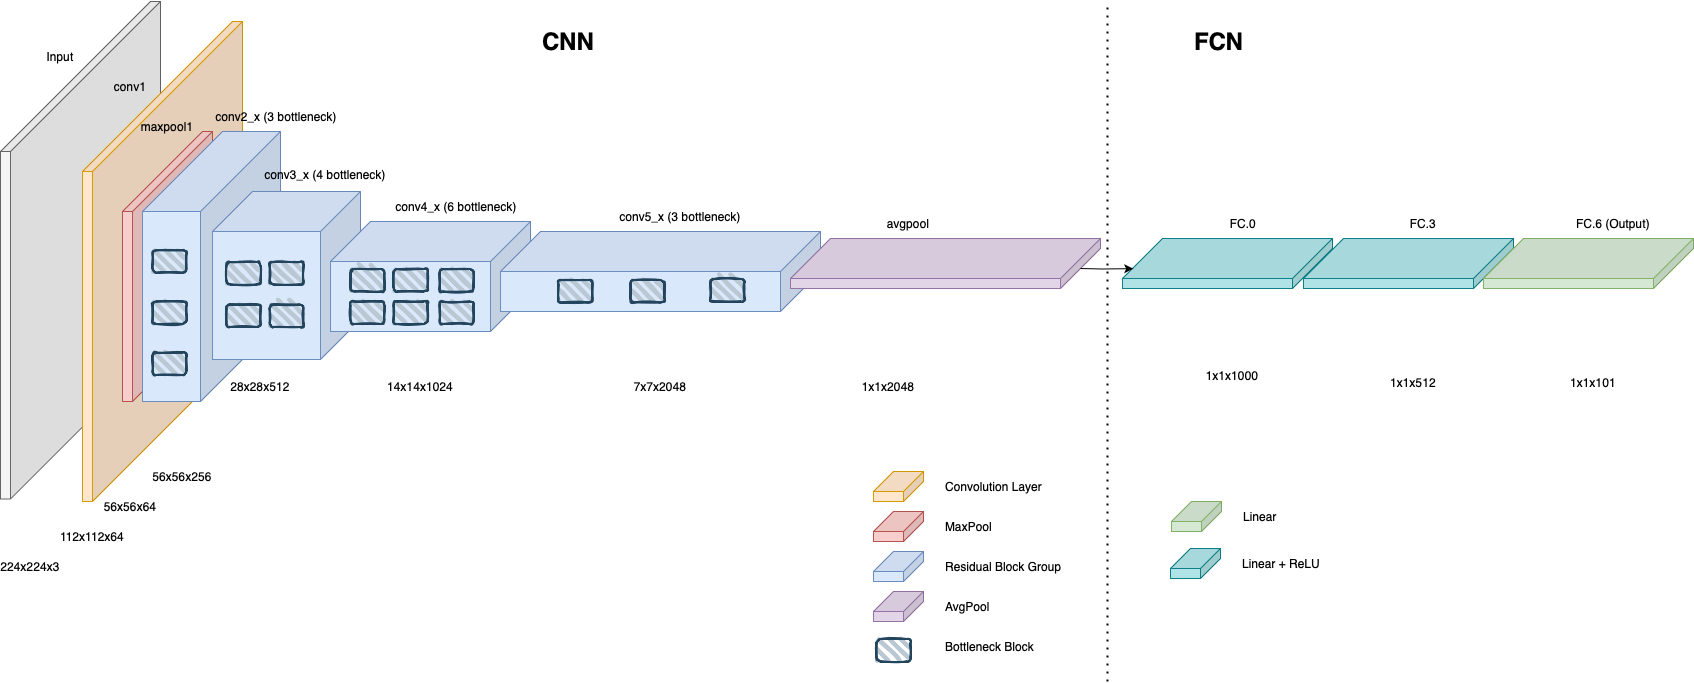 CNN
FCN
Input
conv1
maxpool1
conv2_x (3 bottleneck)
conv3_x (4 bottleneck)
conv4_x (6 bottleneck)
conv5_x (3 bottleneck)
avgpool
FC.0
FC.3
FC.6 (Output)
28x28x512
14x14x1024
7x7x2048
1x1x2048
1x1x1000
1x1x512
1x1x101
56x56x256
56x56x64
112x112x64
224x224x3
Convolution Layer
MaxPool
Residual Block Group
AvgPool
Bottleneck Block
Linear
Linear + ReLU